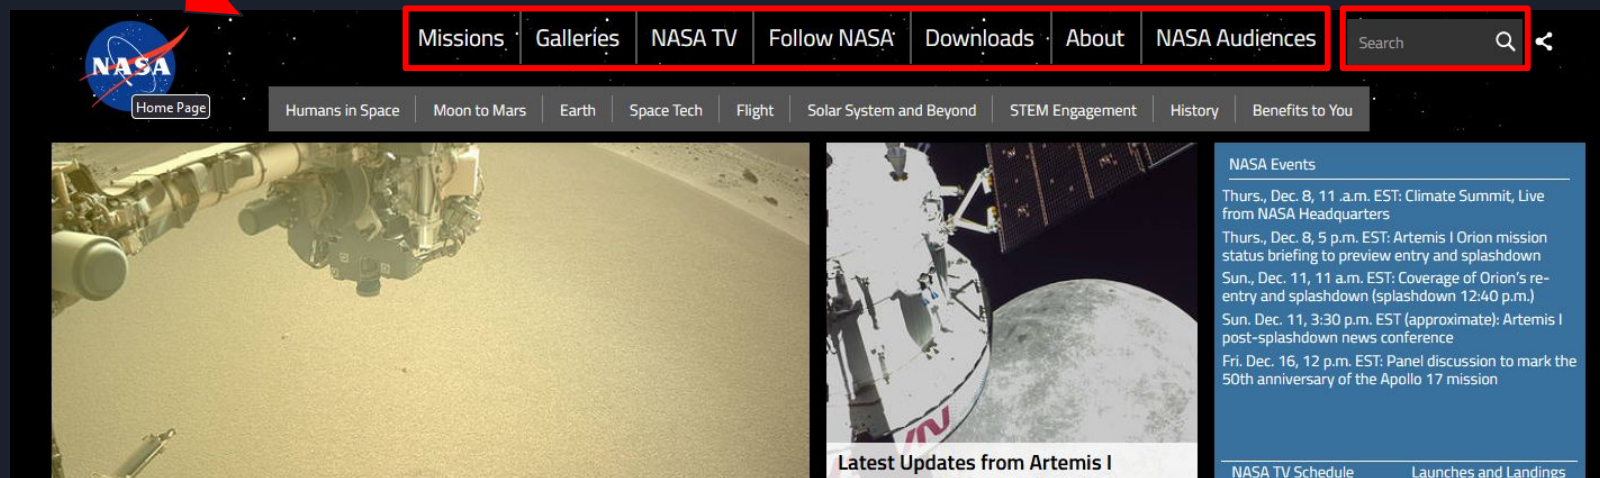 NASA
Home Page
Missions
Galleries
NASA TV
Follow NASA
Downloads
About
NASA Audiences
Search
Humans in Space
Moon to Mars
Earth
Space Tech
Flight
Solar System and Beyond
STEM Engagement
History
Benefits to You
Latest Updates from Artemis I
NASA Events
Thurs., Dec. 8, 11 .a.m. EST: Climate Summit, Live
from NASA Headquarters
Thurs., Dec. 8, 5 p.m. EST: Artemis I Orion mission
status briefing to preview entry and splashdown
Sun., Dec. 11, 11 a.m. EST: Coverage of Orion's re-
entry and splashdown (splashdown 12:40 p.m.)
Sun. Dec. 11, 3:30 p.m. EST (approximate): Artemis I
post-splashdown news conference
Fri. Dec. 16, 12 p.m. EST: Panel discussion to mark the
50th anniversary of the Apollo 17 mission
NASA TV Schedule
Launches and Landings